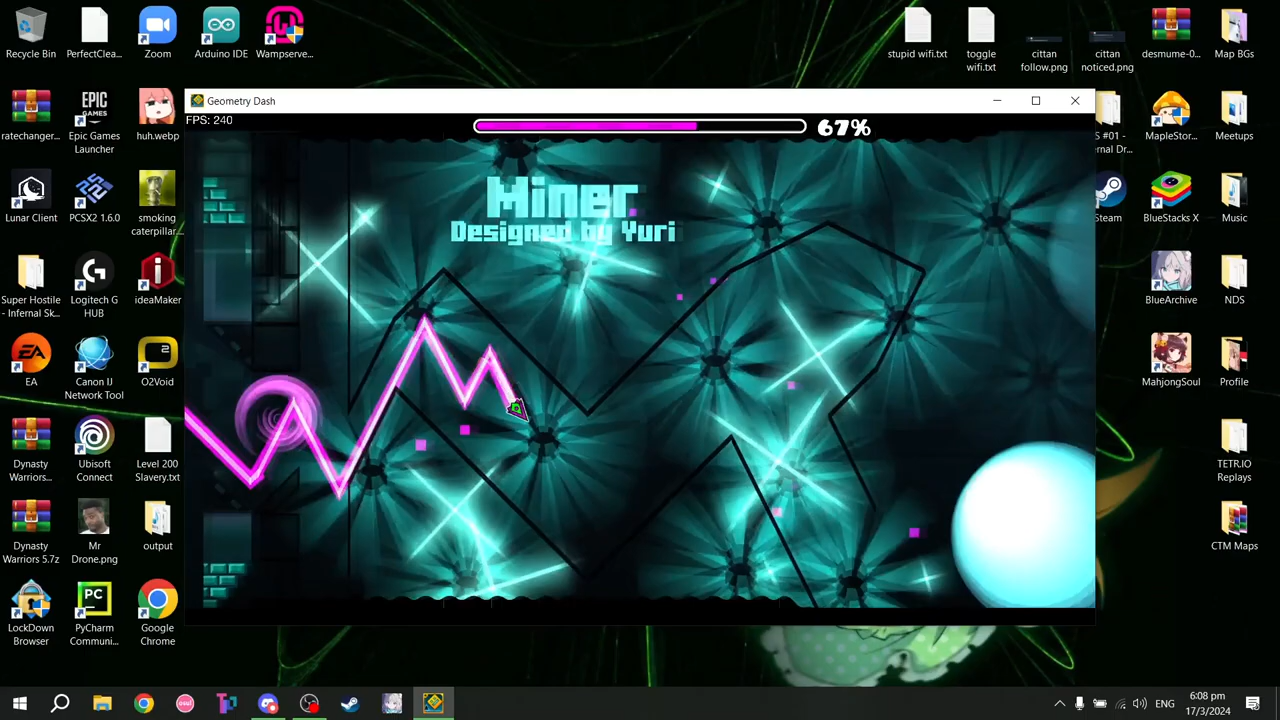 Recycle Bin
PerfectClea...
Zoom
Arduino IDE
Wampserve...
stupid wifi.txt
toggle
wifi.txt
cittan
follow.png
cittan
noticed.png
desmume-0...
Map BGs
Geometry Dash
FPS: 240
67%
Miner
Designed by Yuri
ratechanger...
Epic Games
Launcher
huh.webp
S #01 -
ernal Dr...
MapleStor...
Meetups
Lunar Client
PCSX2 1.6.0
smoking
caterpillar...
Steam
BlueStacks X
Music
Super Hostile
- Infernal Sk...
Logitech G
HUB
ideaMaker
BlueArchive
NDS
EA
Canon IJ
Network Tool
O2Void
MahjongSoul
Profile
Dynasty
Warriors...
Ubisoft
Connect
Level 200
Slavery.txt
TETR.IO
Replays
Dynasty
Warriors 5.7z
Mr
Drone.png
output
CTM Maps
LockDown
Browser
PyCharm
Communi...
Google
Chrome
ENG
6:08 pm
17/3/2024